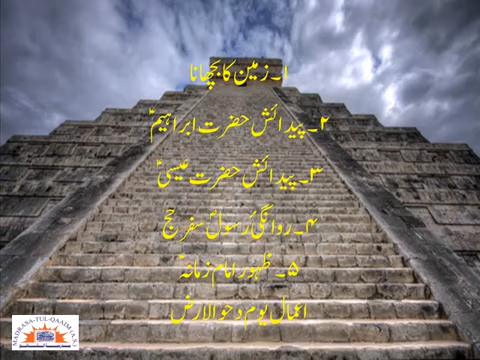 ۱۔ زمین کا بچھانا
۲۔ پیدائش حضرت ابراہیمؑ
۳۔ پیدائش حضرت عیسیٰؑ
۴۔ روانگی رسولؐ سفر حج
۵۔ ظہور امام زمانہؑ
اعمال یوم دحوالارض
MADRASA-TUL-QAAIM (A.S.)